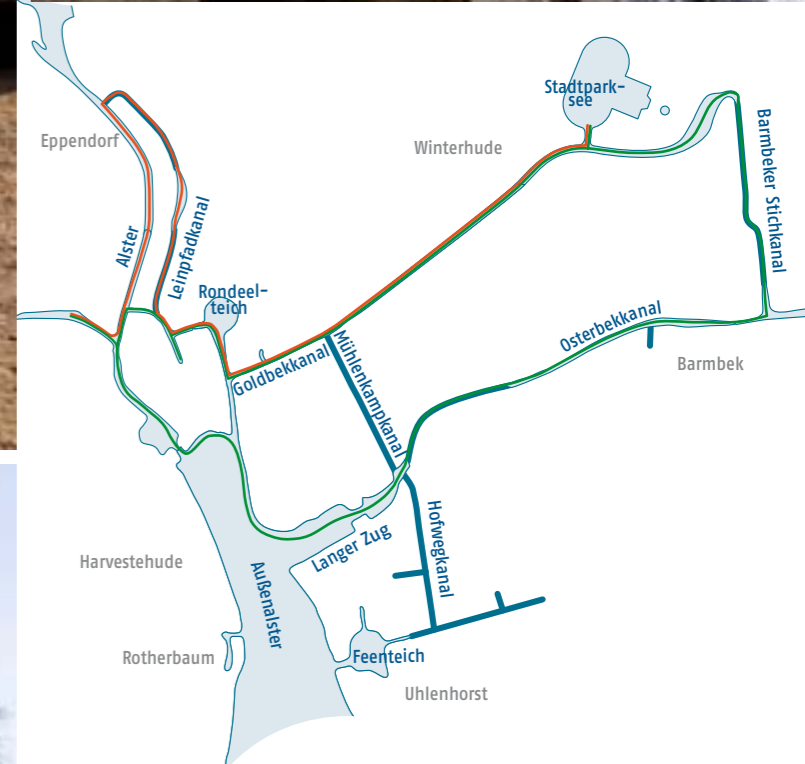 Stadtpark-
see
Eppendorf
Winterhude
Barmbeker Stichkanal
Alster
Leinpfadkanal
Rondeel-
teich
Goldbekkanal
Mühlenkampkanal
Osterbekkanal
Barmbek
Langer Zug
Hofwegkanal
Harvestehude
Außenalster
Rotherbaum
Feenteich
Uhlenhorst